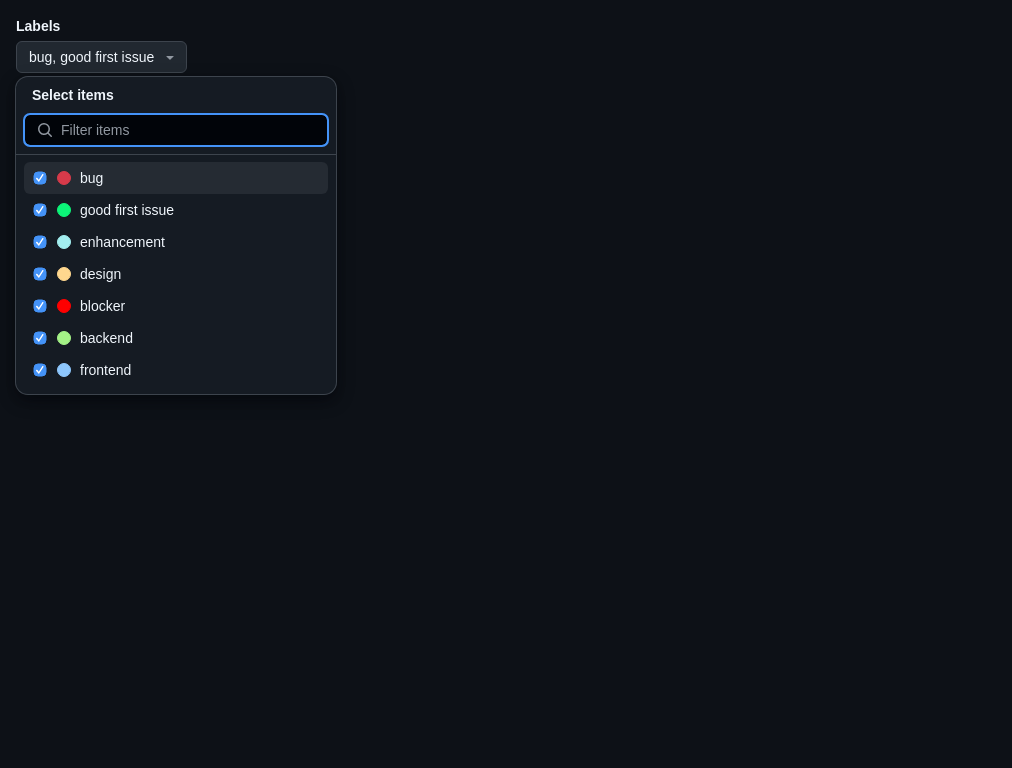 Labels
bug, good first issue
Select items
Filter items
bug
good first issue
enhancement
design
blocker
backend
frontend